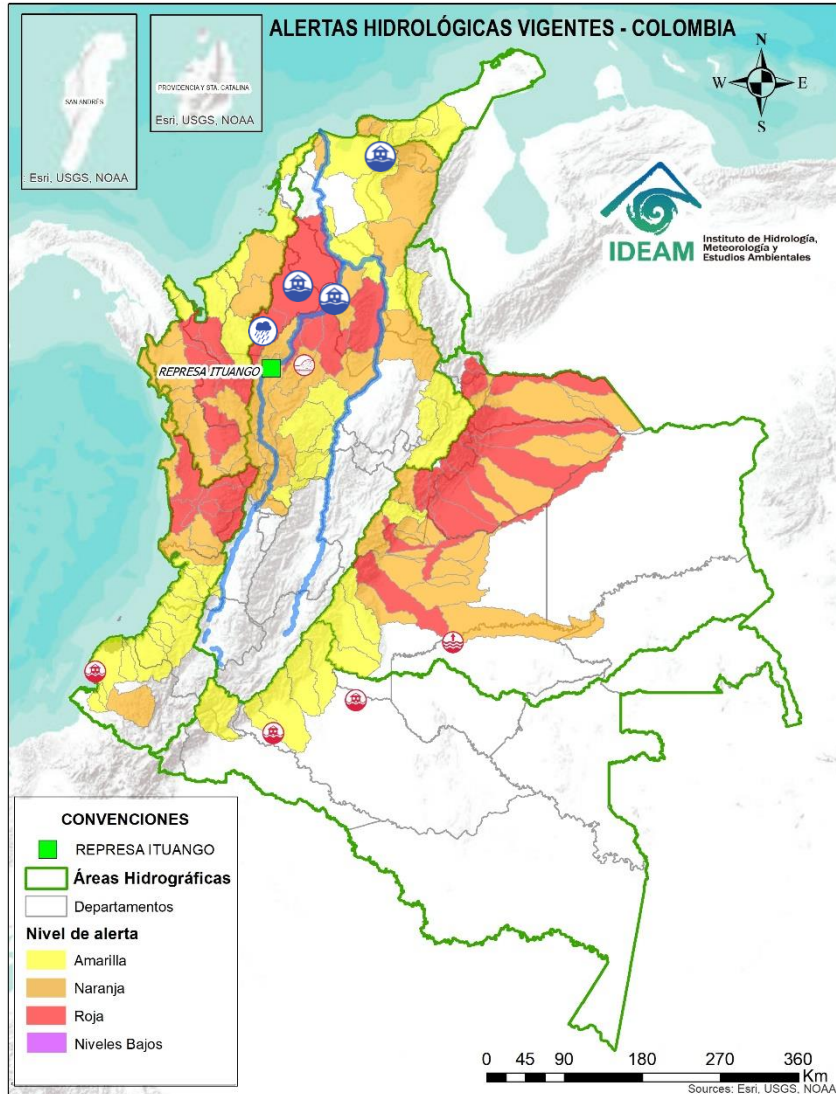 ALERTAS HIDROLÓGICAS VIGENTES - COLOMBIA
SAN ANDRÉS
Esri, USGS, NOAA
PROVIDENCIA Y STA. CATALINA
Esri, USGS, NOAA
N
W
E
S
IDEAM
Instituto de Hidrología,
Meteorología y
Estudios Ambientales
REPRESA ITUANGO
CONVENCIONES
REPRESA ITUANGO
Áreas Hidrográficas
Departamentos
Nivel de alerta
Amarilla
Naranja
Roja
Niveles Bajos
0 45 90 180 270 360
Km
Sources: Esri, USGS, NOAA